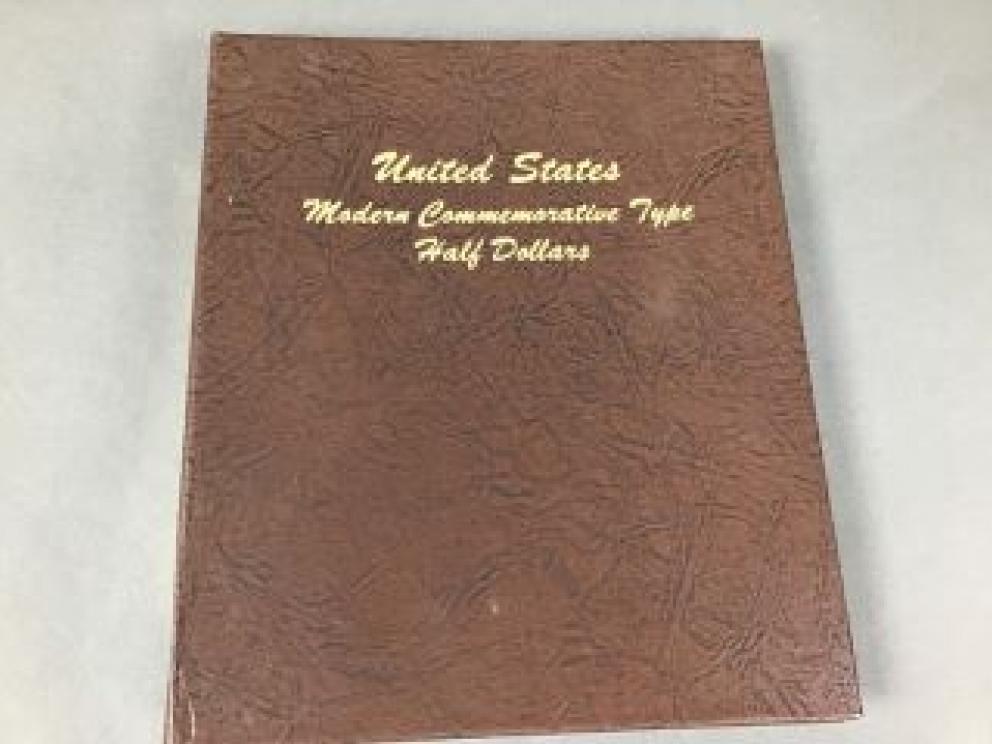 United States
Modern Commemorative Type
Half Dollars